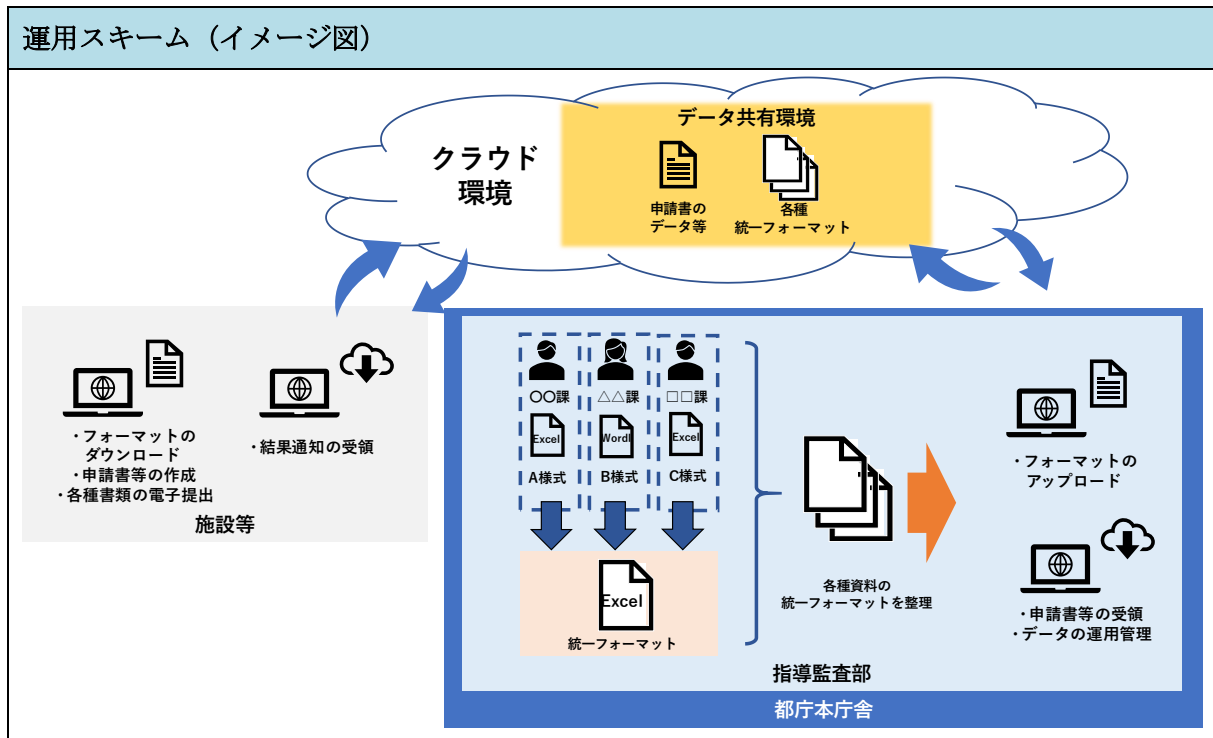 運用スキーム（イメージ図）
クラウド
環境
データ共有環境
申請書の
データ等
各種
統一フォーマット
・フォーマットの
ダウンロード
・申請書等の作成
・各種書類の電子提出
・結果通知の受領
施設等
〇〇課
△△課
□□課
Excel
Word
Excel
A様式
B様式
C様式
Excel
統一フォーマット
各種資料の
統一フォーマットを整理
・フォーマットの
アップロード
・申請書等の受領
・データの運用管理
指導監査部
都庁本庁舎